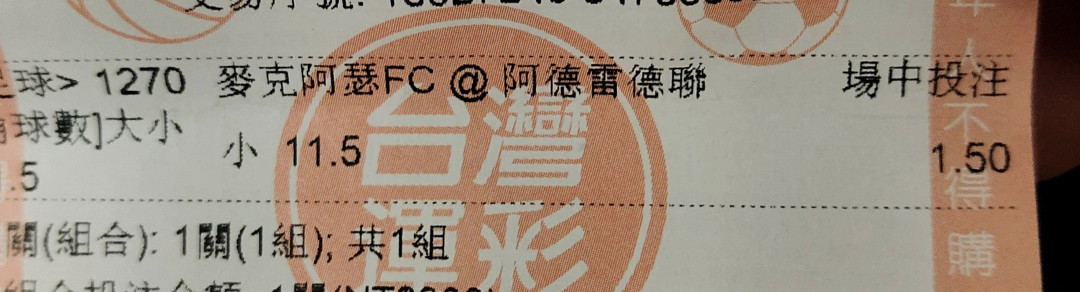 球> 1270 麥克阿瑟FC @ 阿德雷德聯 場中投注
球數]大小
小 11.5 1.50
.5
關(組合): 1關(1組); 共1組
台灣
運彩
年人不得購